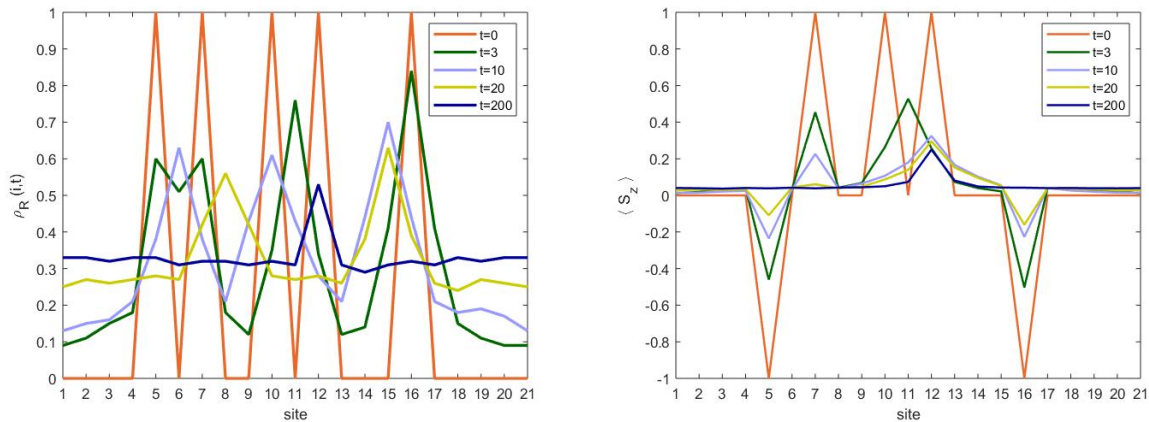 ρ_R (i,t)
1
0.9
0.8
0.7
0.6
0.5
0.4
0.3
0.2
0.1
0
t=0
t=3
t=10
t=20
t=200
1 2 3 4 5 6 7 8 9 10 11 12 13 14 15 16 17 18 19 20 21
site
⟨ S_z ⟩
1
0.8
0.6
0.4
0.2
0
-0.2
-0.4
-0.6
-0.8
-1
t=0
t=3
t=10
t=20
t=200
1 2 3 4 5 6 7 8 9 10 11 12 13 14 15 16 17 18 19 20 21
site